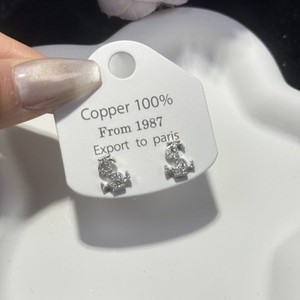 Copper 100%
From 1987
Export to paris